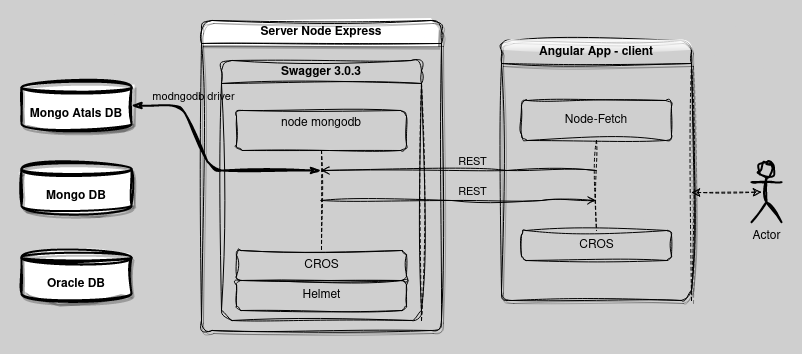 Server Node Express
Angular App - client
Swagger 3.0.3
modngodb driver
Mongo Atals DB
node mongodb
Node-Fetch
REST
Mongo DB
REST
Actor
CROS
CROS
Oracle DB
Helmet